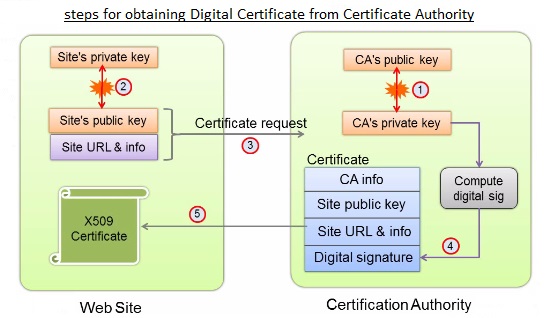 steps for obtaining Digital Certificate from Certificate Authority
Site's private key
2
Site's public key
Site URL & info
Certificate request
3
X509
Certificate
5
Web Site
CA's public key
1
CA's private key
Certificate
CA info
Site public key
Site URL & info
Digital signature
Compute
digital sig
4
Certification Authority